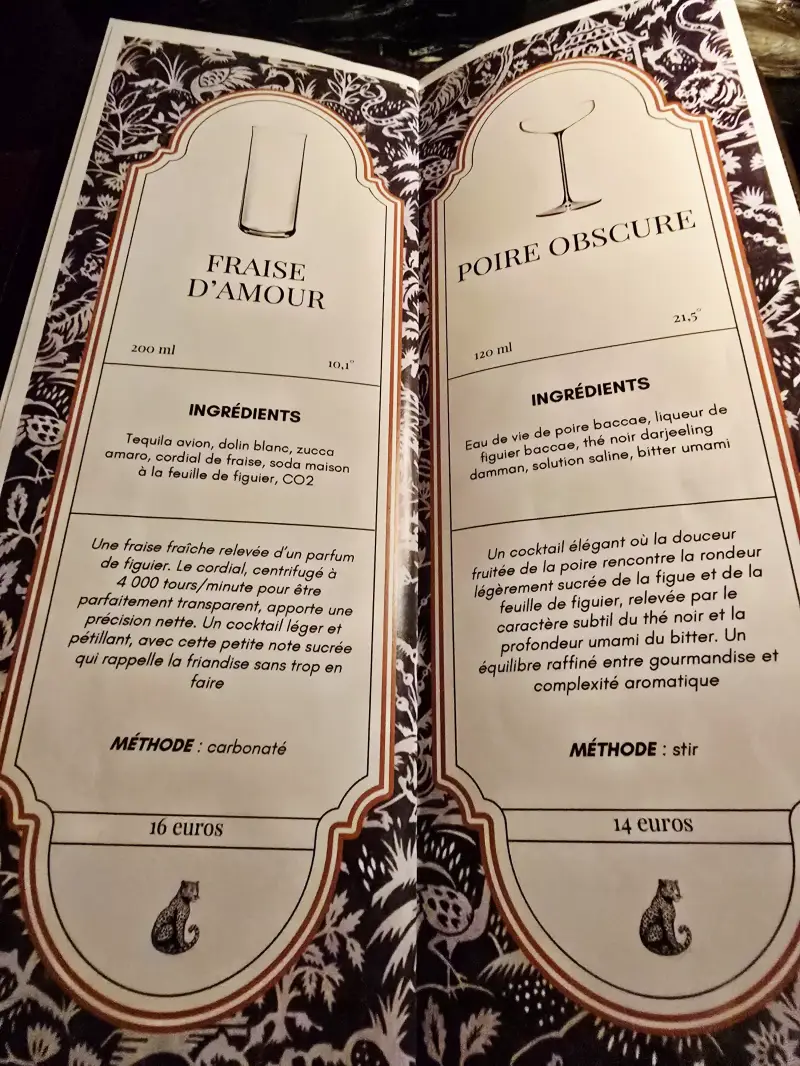 FRAISE
D'AMOUR
200 ml
10,1°
INGRÉDIENTS
Tequila avion, dolin blanc, zucca
amaro, cordial de fraise, soda maison
à la feuille de figuier, CO2
Une fraise fraîche relevée d'un parfum
de figuier. Le cordial, centrifugé à
4 000 tours/minute pour être
parfaitement transparent, apporte une
précision nette. Un cocktail léger et
pétillant, avec cette petite note sucrée
qui rappelle la friandise sans trop en
faire
MÉTHODE : carbonaté
16 euros
POIRE OBSCURE
120 ml
21,5°
INGRÉDIENTS
Eau de vie de poire baccae, liqueur de
figuier baccae, thé noir darjeeling
damman, solution saline, bitter umami
Un cocktail élégant où la douceur
fruitée de la poire rencontre la rondeur
légèrement sucrée de la figue et de la
feuille de figuier, relevée par le
caractère subtil du thé noir et la
profondeur umami du bitter. Un
équilibre raffiné entre gourmandise et
complexité aromatique
MÉTHODE : stir
14 euros